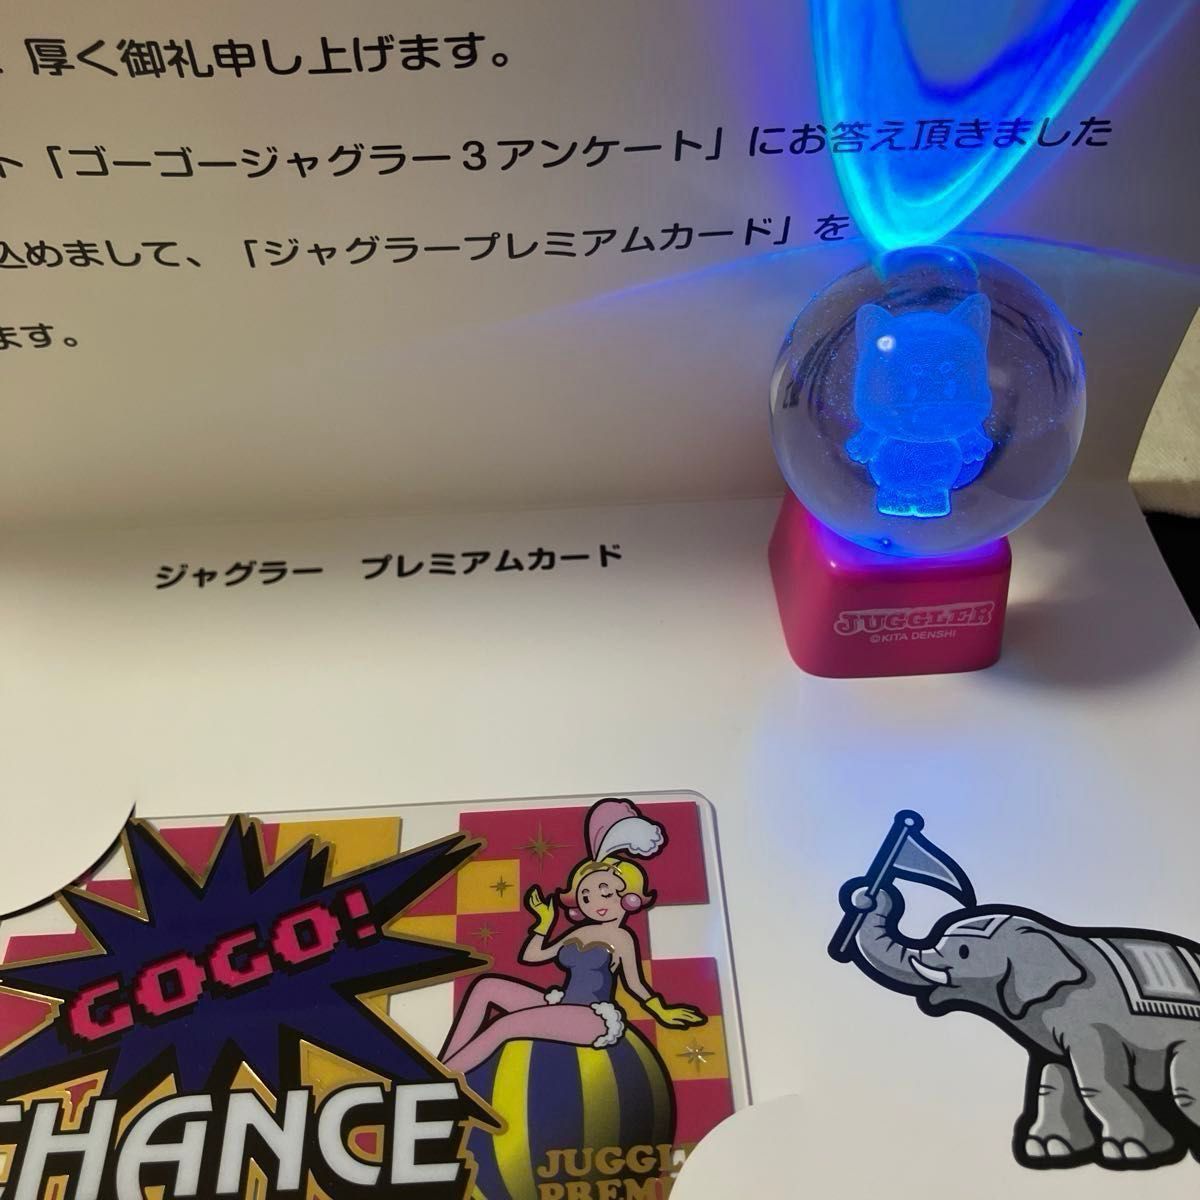 厚く御礼申し上げます。
ト「ゴーゴージャグラー3アンケート」にお答え頂きました
込めまして、「ジャグラープレミアムカード」を
ます。
ジャグラー　プレミアムカード
JUGGLER
©KITA DENSHI
GOGO!
CHANCE
JUGGL
PREMI